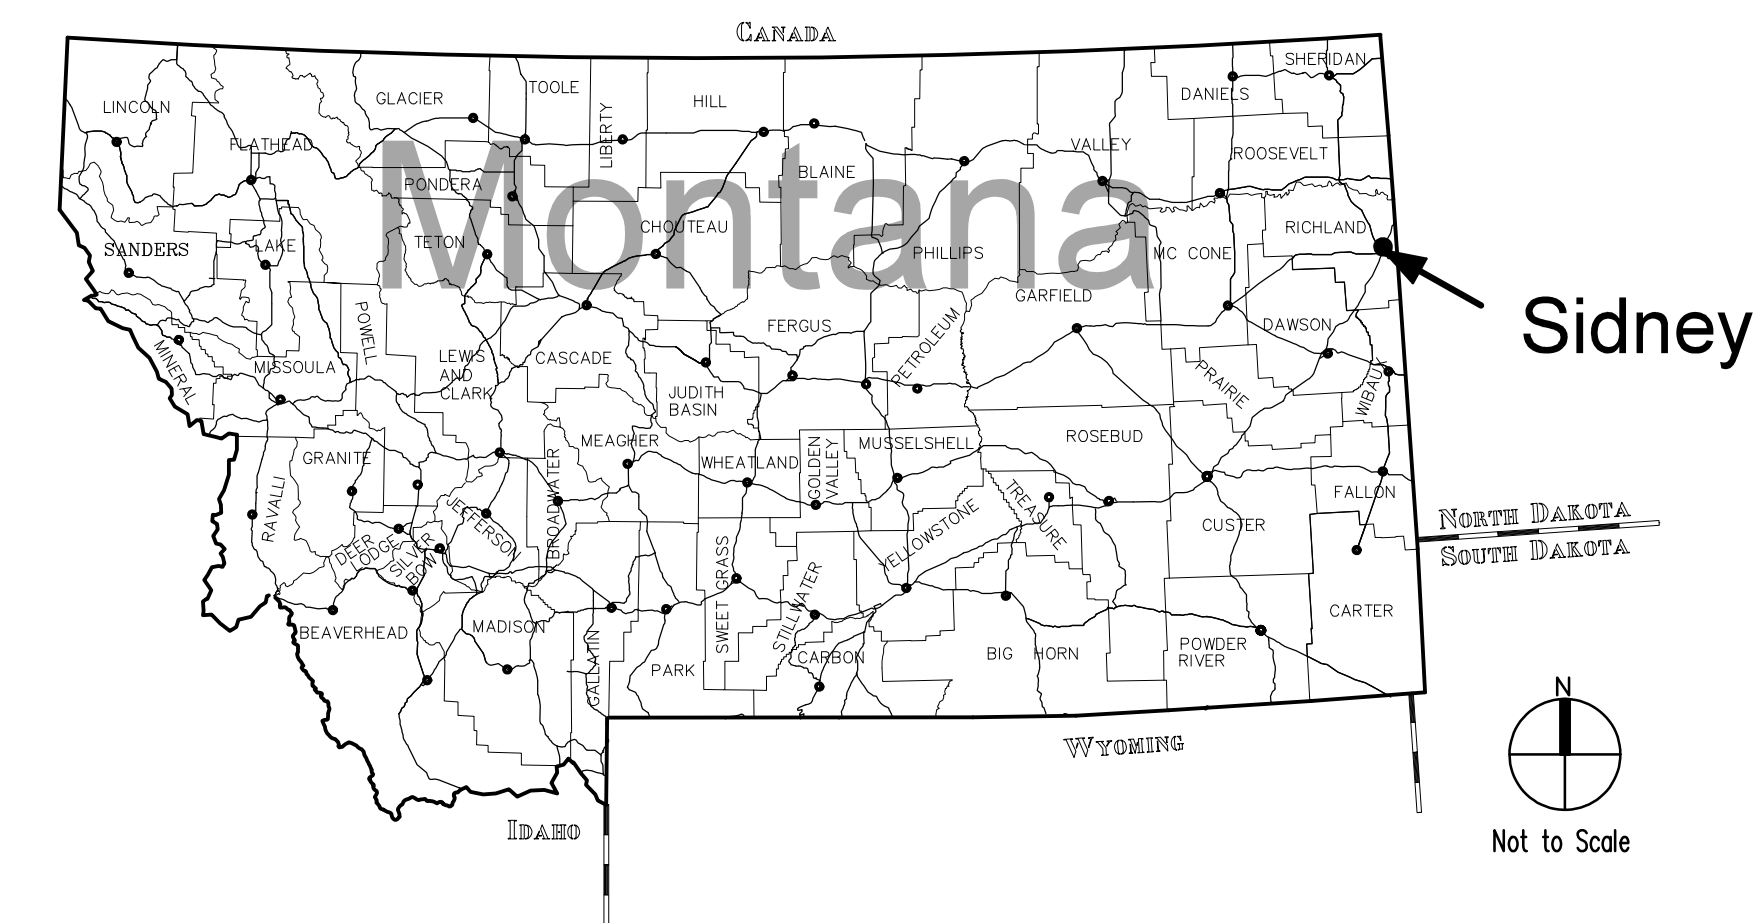 CANADA
SHERIDAN
TOOLE
DANIELS
GLACIER
HILL
LINCOLN
LIBERTY
FLATHEAD
VALLEY
ROOSEVELT
BLAINE
PONDERA
Montana
CHOUTEAU
RICHLAND
TETON
LAKE
SANDERS
PHILLIPS
MC CONE
GARFIELD
Sidney
FERGUS
DAWSON
POWELL
PETROLEUM
LEWIS
AND
CLARK
CASCADE
MISSOULA
MINERAL
PRAIRIE
WIBAUX
JUDITH
BASIN
MEAGHER
MUSSELSHELL
ROSEBUD
GRANITE
WHEATLAND
GOLDEN
VALLEY
BROADWATER
FALLON
RAVALLI
JEFFERSON
TREASURE
YELLOWSTONE
CUSTER
NORTH DAKOTA
SOUTH DAKOTA
DEER
LODGE
SILVER
BOW
SWEET GRASS
STILLWATER
CARTER
BEAVERHEAD
MADISON
GALLATIN
PARK
CARBON
BIG HORN
POWDER
RIVER
N
WYOMING
IDAHO
Not to Scale